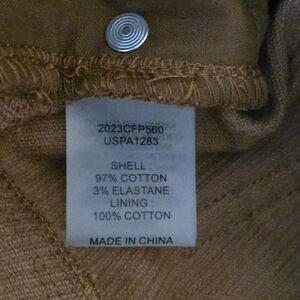 2023CFP560
USPA1283
SHELL :
97% COTTON
3% ELASTANE
LINING :
100% COTTON
MADE IN CHINA